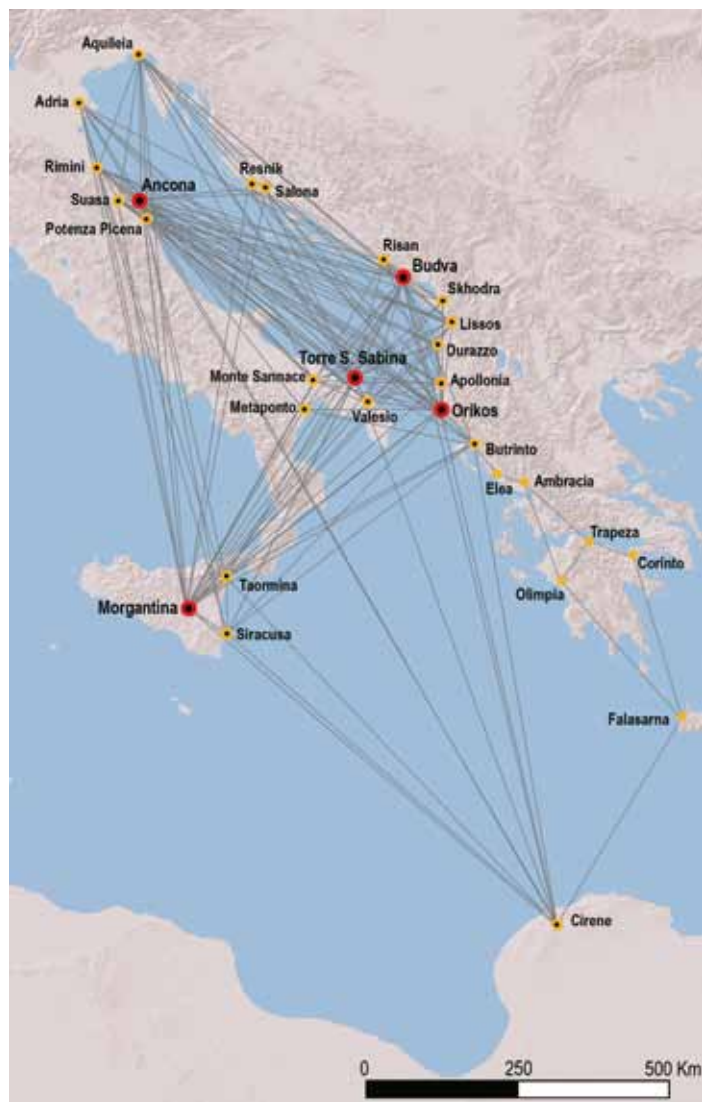 Aquileia
Adria
Rimini
Resnik
Ancona
Salona
Suasa
Potenza Picena
Risan
Budva
Skhodra
Lissos
Durazzo
Torre S. Sabina
Monte Sannace
Apollonia
Metaponto
Valesio
Orikos
Butrinto
Elea
Ambracia
Trapeza
Corinto
Taormina
Olimpia
Morgantina
Siracusa
Falasarna
Cirene
0 250 500 Km